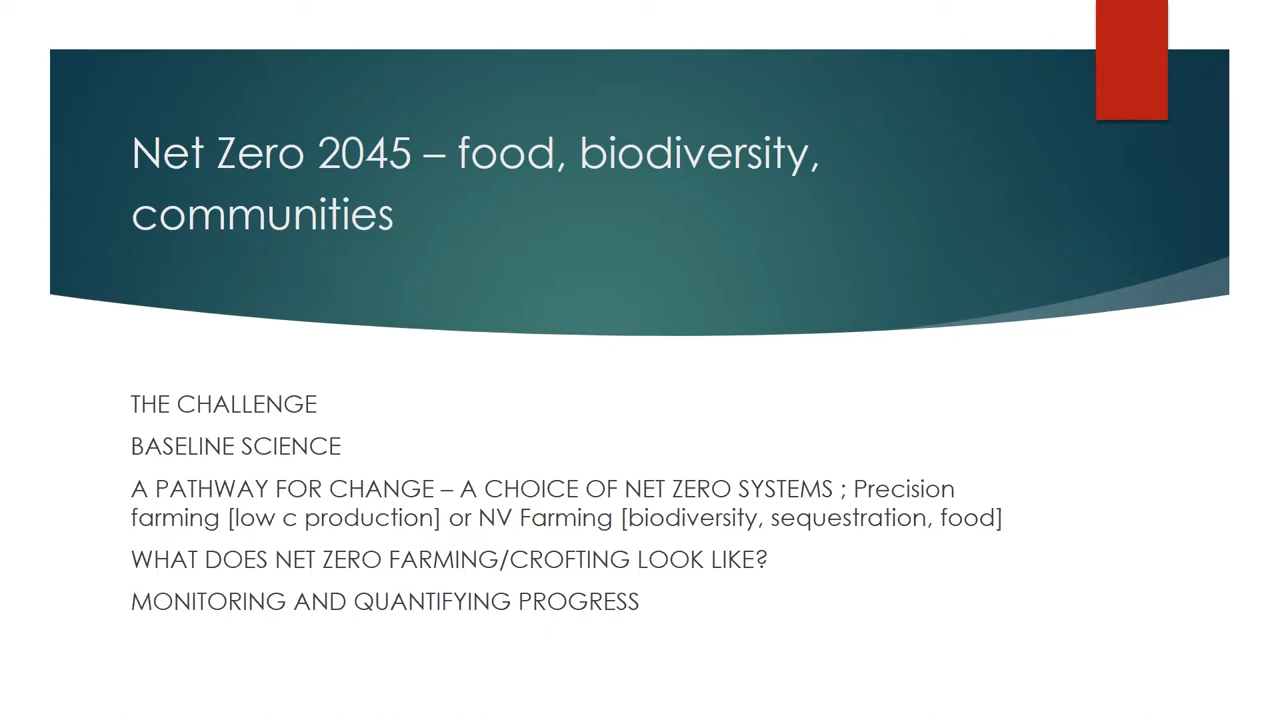 Net Zero 2045 – food, biodiversity,
communities
THE CHALLENGE
BASELINE SCIENCE
A PATHWAY FOR CHANGE – A CHOICE OF NET ZERO SYSTEMS ; Precision
farming [low c production] or NV Farming [biodiversity, sequestration, food]
WHAT DOES NET ZERO FARMING/CROFTING LOOK LIKE?
MONITORING AND QUANTIFYING PROGRESS